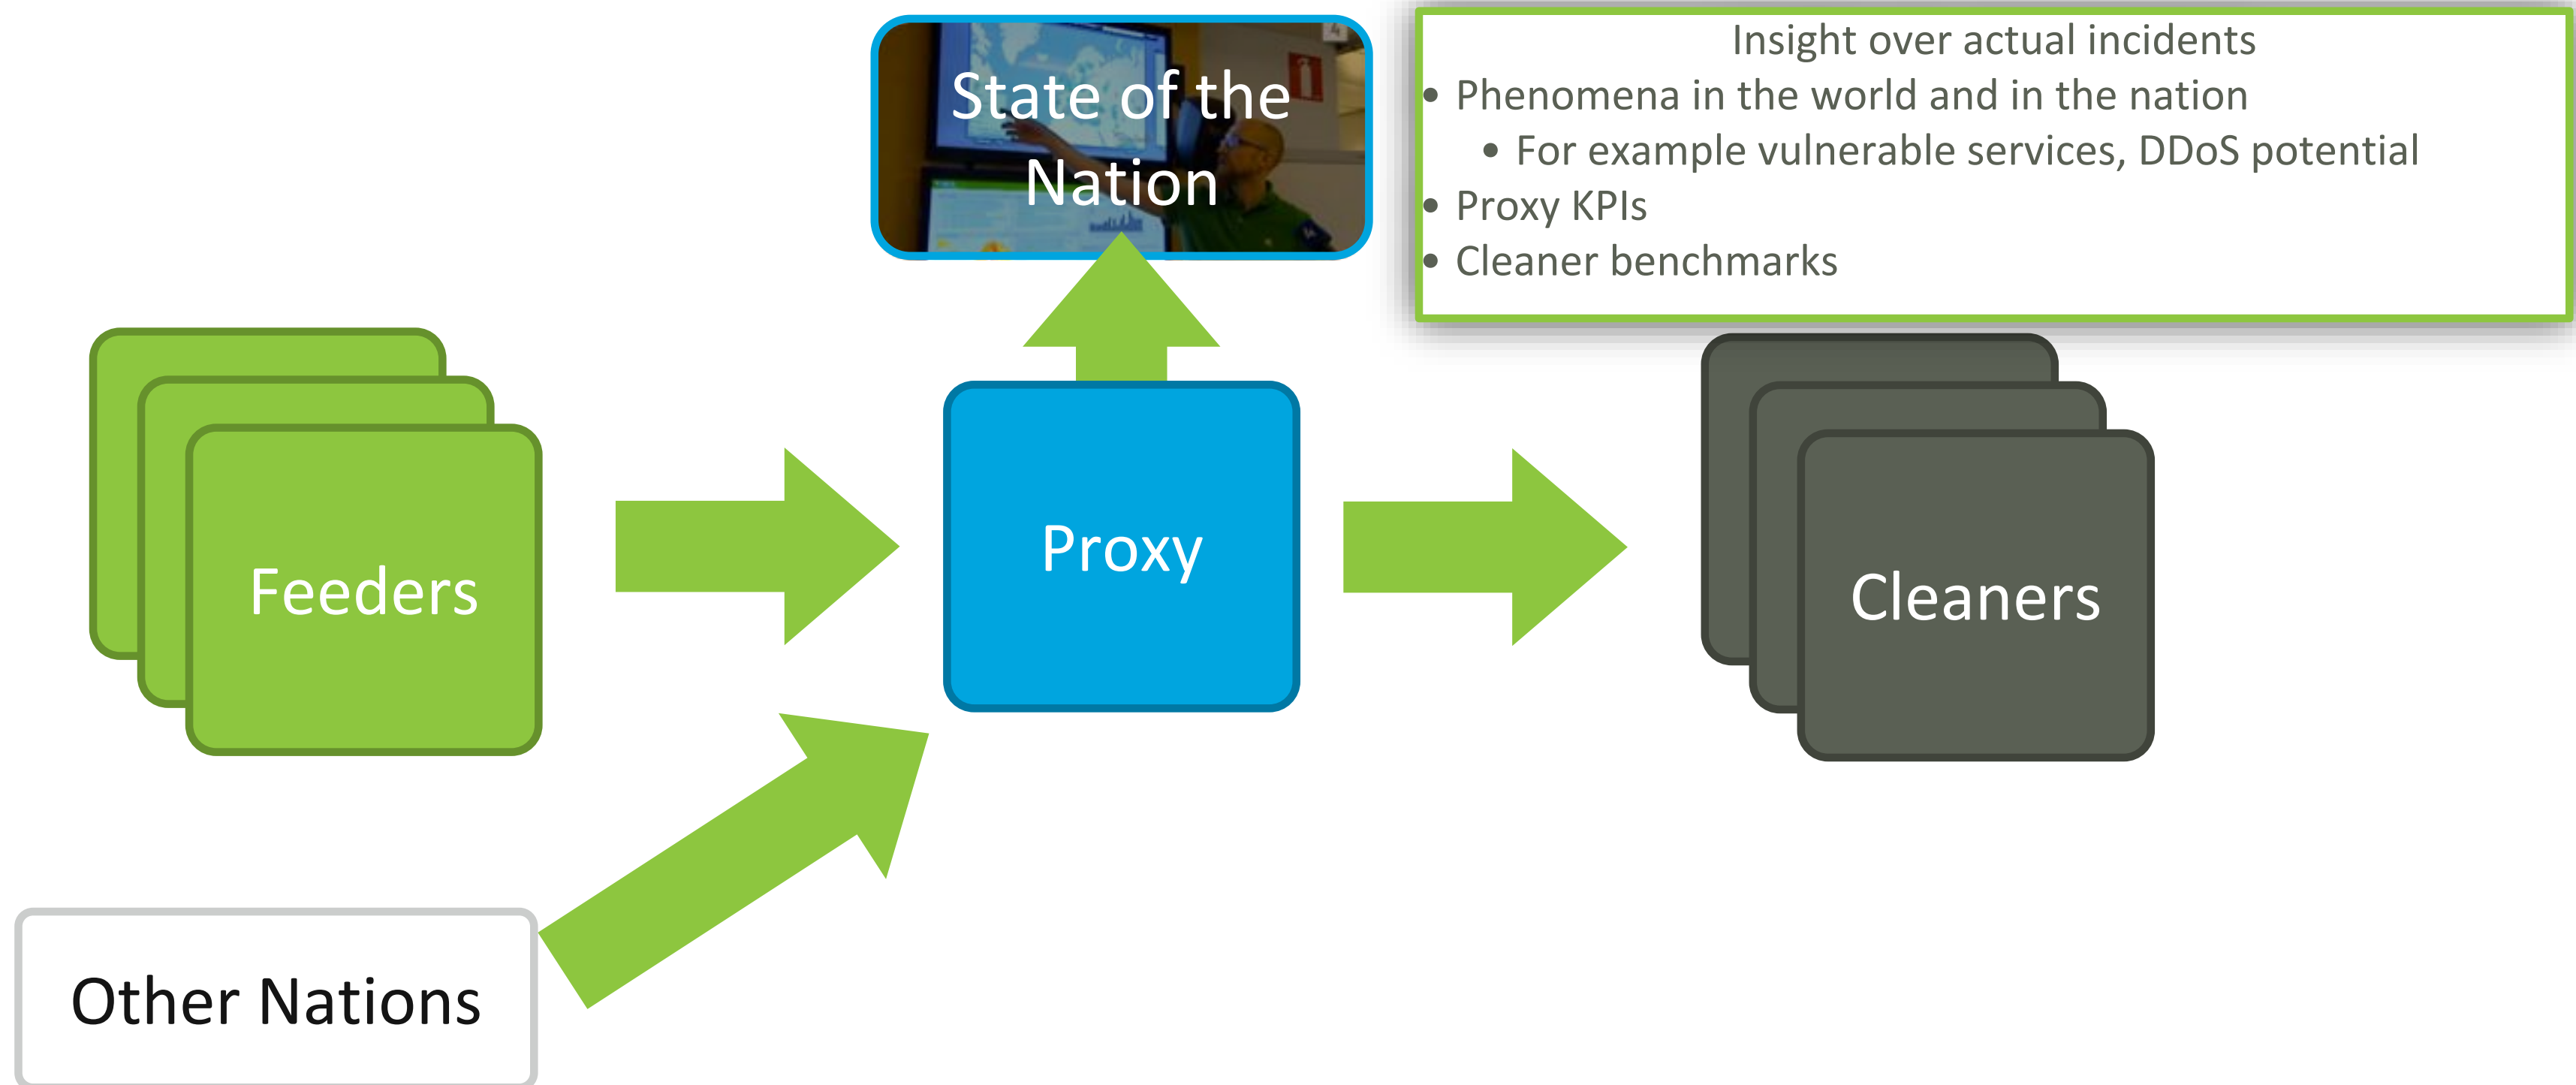 State of the
Nation
Insight over actual incidents
• Phenomena in the world and in the nation
• For example vulnerable services, DDoS potential
• Proxy KPIs
• Cleaner benchmarks
Feeders
Proxy
Cleaners
Other Nations